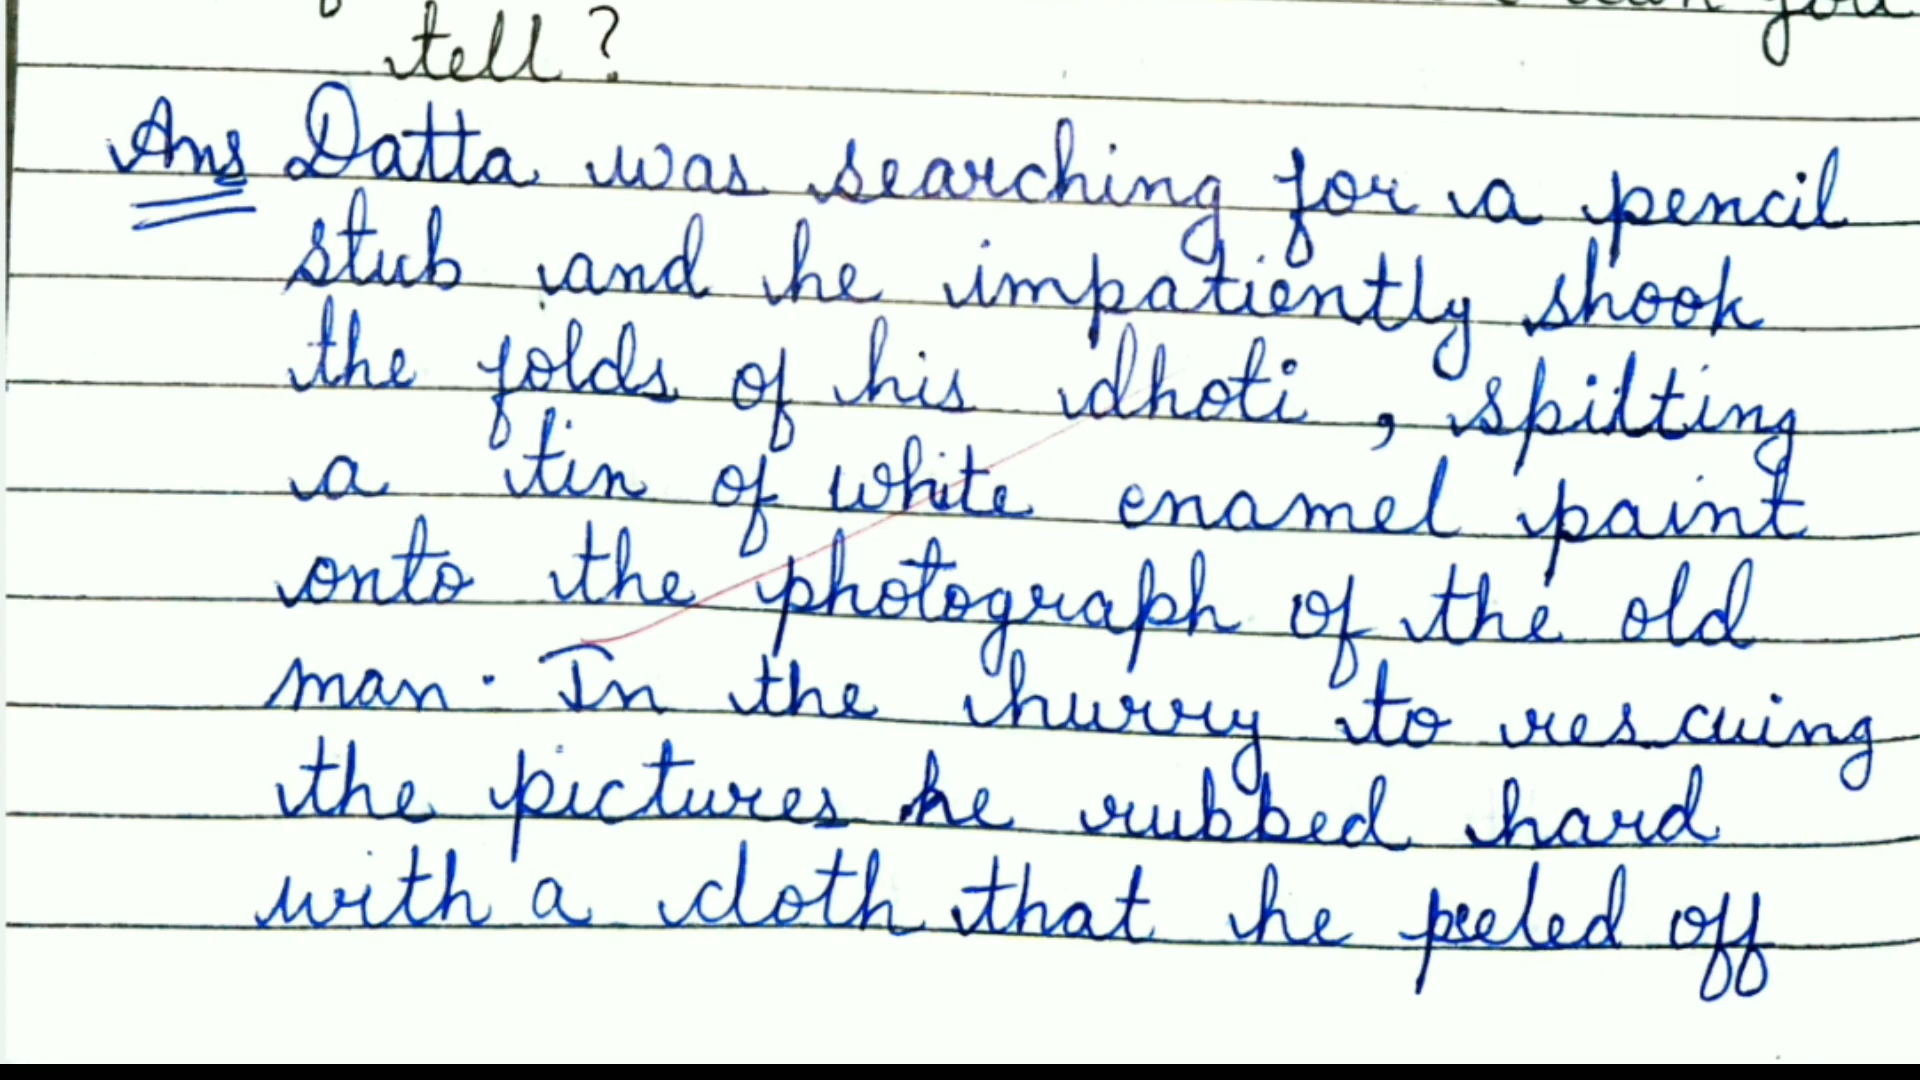 you
tell?
Ans Datta was searching for a pencil
stub and he impatiently shook
the folds of his dhoti, spilting
a tin of white enamel paint
onto the photograph of the old
man. In the hurry to rescuing
the pictures he rubbed hard
with a cloth that he peeled off